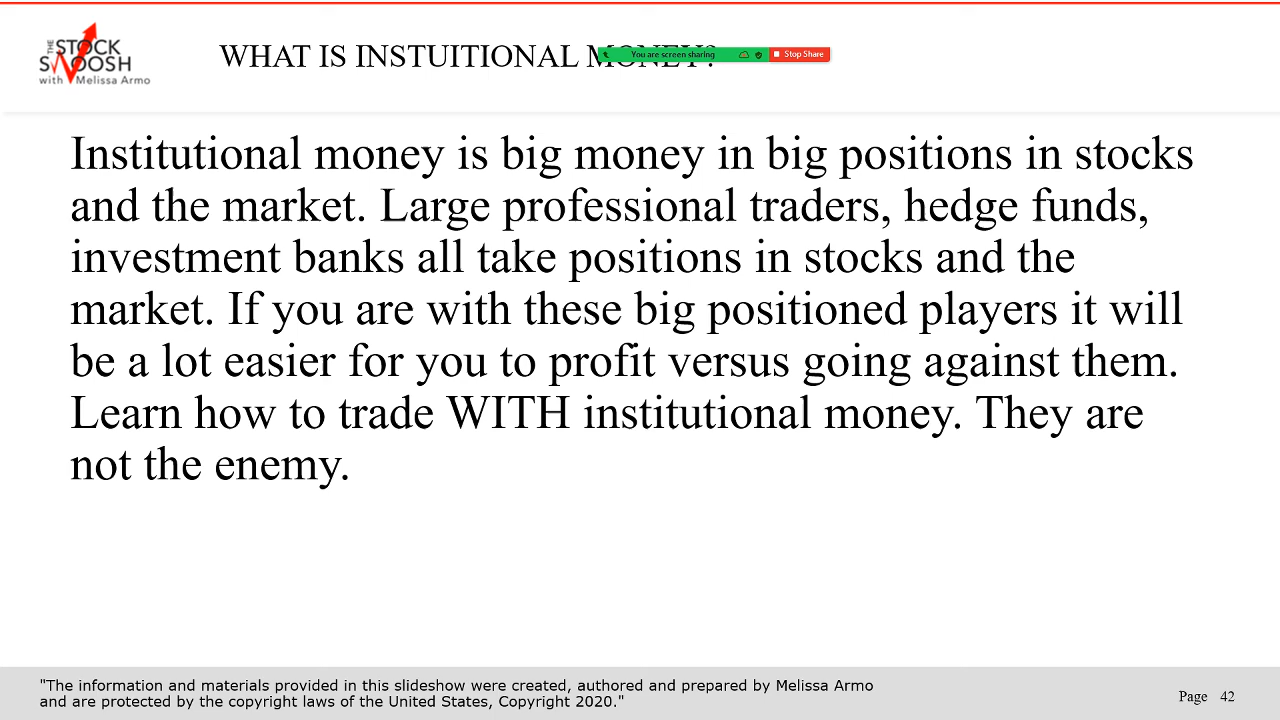 THE
STOCK
SWOOSH
with Melissa Armo
WHAT IS INSTUITIONAL MONEY?
You are screen sharing
Stop Share
Institutional money is big money in big positions in stocks
and the market. Large professional traders, hedge funds,
investment banks all take positions in stocks and the
market. If you are with these big positioned players it will
be a lot easier for you to profit versus going against them.
Learn how to trade WITH institutional money. They are
not the enemy.
"The information and materials provided in this slideshow were created, authored and prepared by Melissa Armo
and are protected by the copyright laws of the United States, Copyright 2020."
Page 42